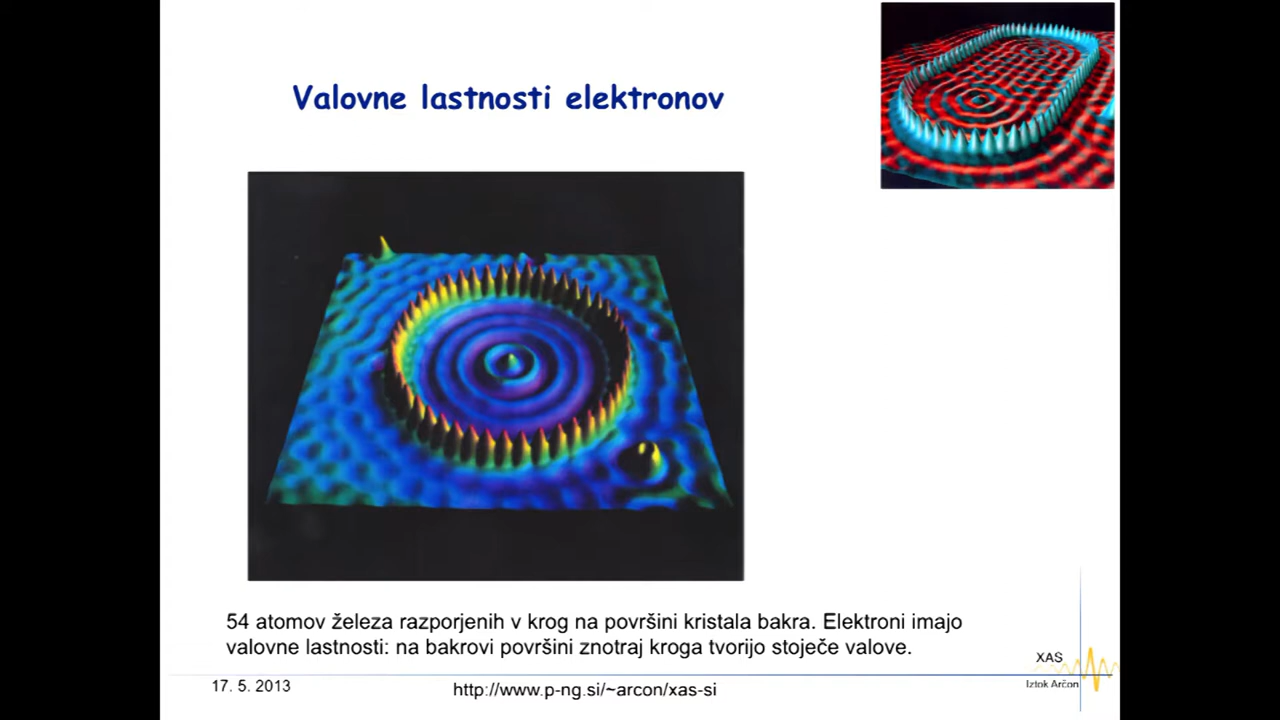 Valovne lastnosti elektronov
54 atomov železa razporjenih v krog na površini kristala bakra. Elektroni imajo
valovne lastnosti: na bakrovi površini znotraj kroga tvorijo stoječe valove.
XAS
Iztok Arčon
17. 5. 2013
http://www.p-ng.si/~arcon/xas-si